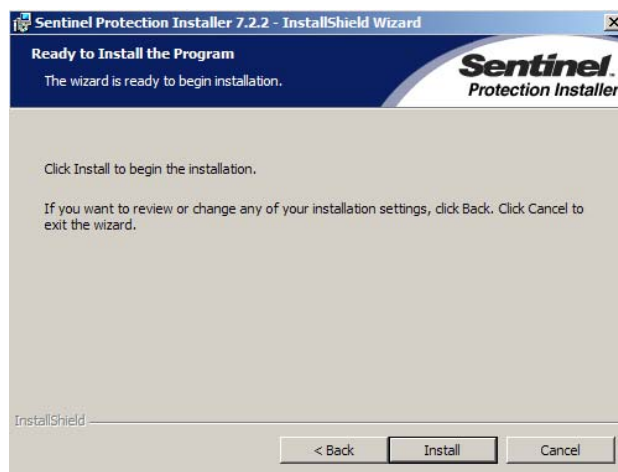 Sentinel Protection Installer 7.2.2 - InstallShield Wizard
Ready to Install the Program
The wizard is ready to begin installation.
Sentinel.
Protection Installer
Click Install to begin the installation.
If you want to review or change any of your installation settings, click Back. Click Cancel to
exit the wizard.
InstallShield
< Back
Install
Cancel